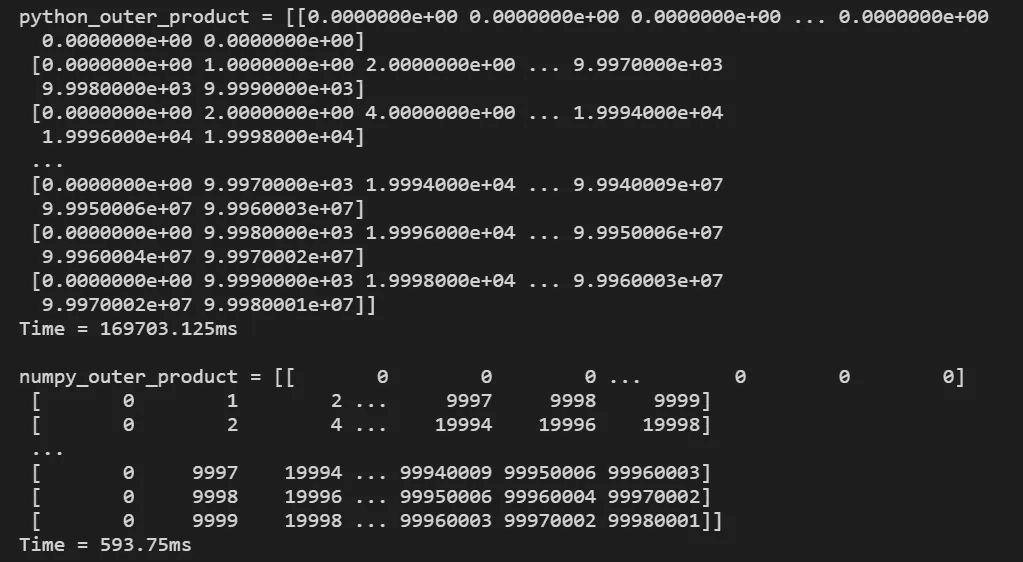 python_outer_product = [[0.0000000e+00 0.0000000e+00 0.0000000e+00 ... 0.0000000e+00
  0.0000000e+00 0.0000000e+00]
 [0.0000000e+00 1.0000000e+00 2.0000000e+00 ... 9.9970000e+03
  9.9980000e+03 9.9990000e+03]
 [0.0000000e+00 2.0000000e+00 4.0000000e+00 ... 1.9994000e+04
  1.9996000e+04 1.9998000e+04]
 ...
 [0.0000000e+00 9.9970000e+03 1.9994000e+04 ... 9.9940009e+07
  9.9950006e+07 9.9960003e+07]
 [0.0000000e+00 9.9980000e+03 1.9996000e+04 ... 9.9950006e+07
  9.9960004e+07 9.9970002e+07]
 [0.0000000e+00 9.9990000e+03 1.9998000e+04 ... 9.9960003e+07
  9.9970002e+07 9.9980001e+07]]
Time = 169703.125ms
numpy_outer_product = [[       0        0        0 ...        0        0        0]
 [       0        1        2 ...     9997     9998     9999]
 [       0        2        4 ...    19994    19996    19998]
 ...
 [       0     9997    19994 ... 99940009 99950006 99960003]
 [       0     9998    19996 ... 99950006 99960004 99970002]
 [       0     9999    19998 ... 99960003 99970002 99980001]]
Time = 593.75ms